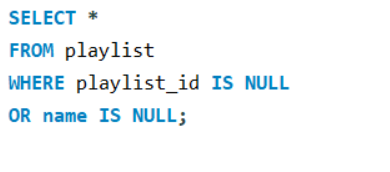 SELECT *
FROM playlist
WHERE playlist_id IS NULL
OR name IS NULL;